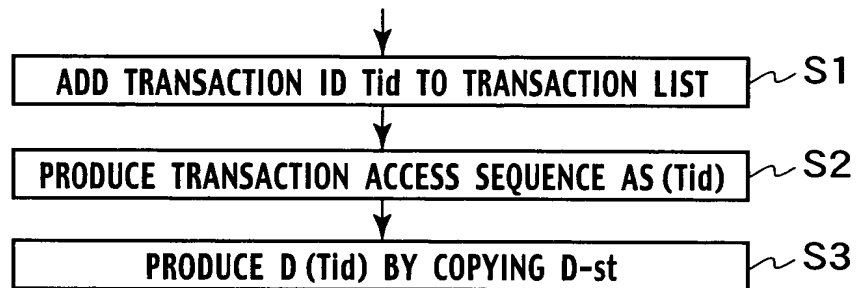 ADD TRANSACTION ID Tid TO TRANSACTION LIST S1
PRODUCE TRANSACTION ACCESS SEQUENCE AS (Tid) S2
PRODUCE D (Tid) BY COPYING D-st S3